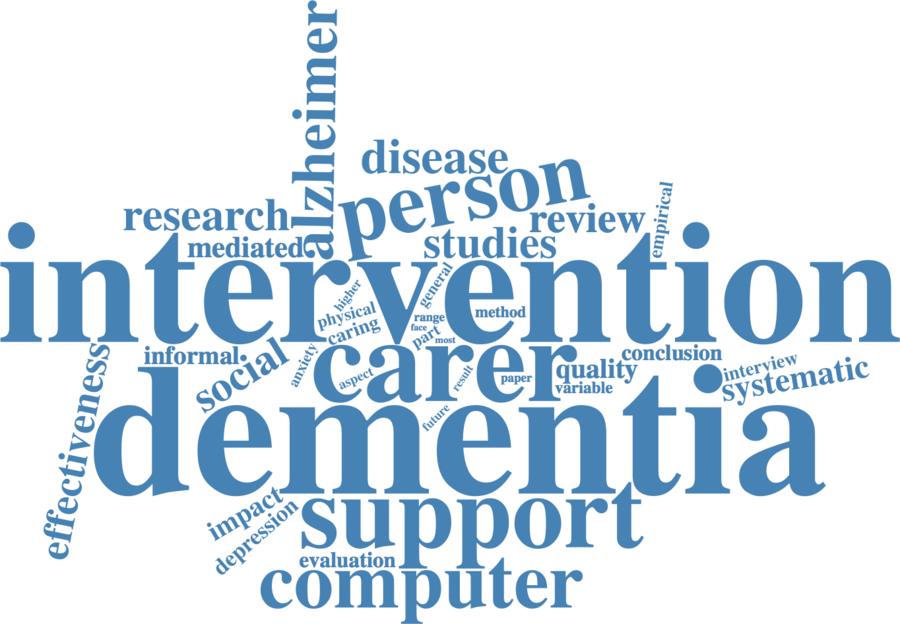 alzheimer
disease
person
research
review
empirical
mediated
studies
intervention
general
higher
physical
range
method
caring
face
part
most
informal
anxiety
social
carer
aspect
result
paper
quality
variable
conclusion
interview
systematic
effectiveness
dementia
future
impact
support
depression
evaluation
computer